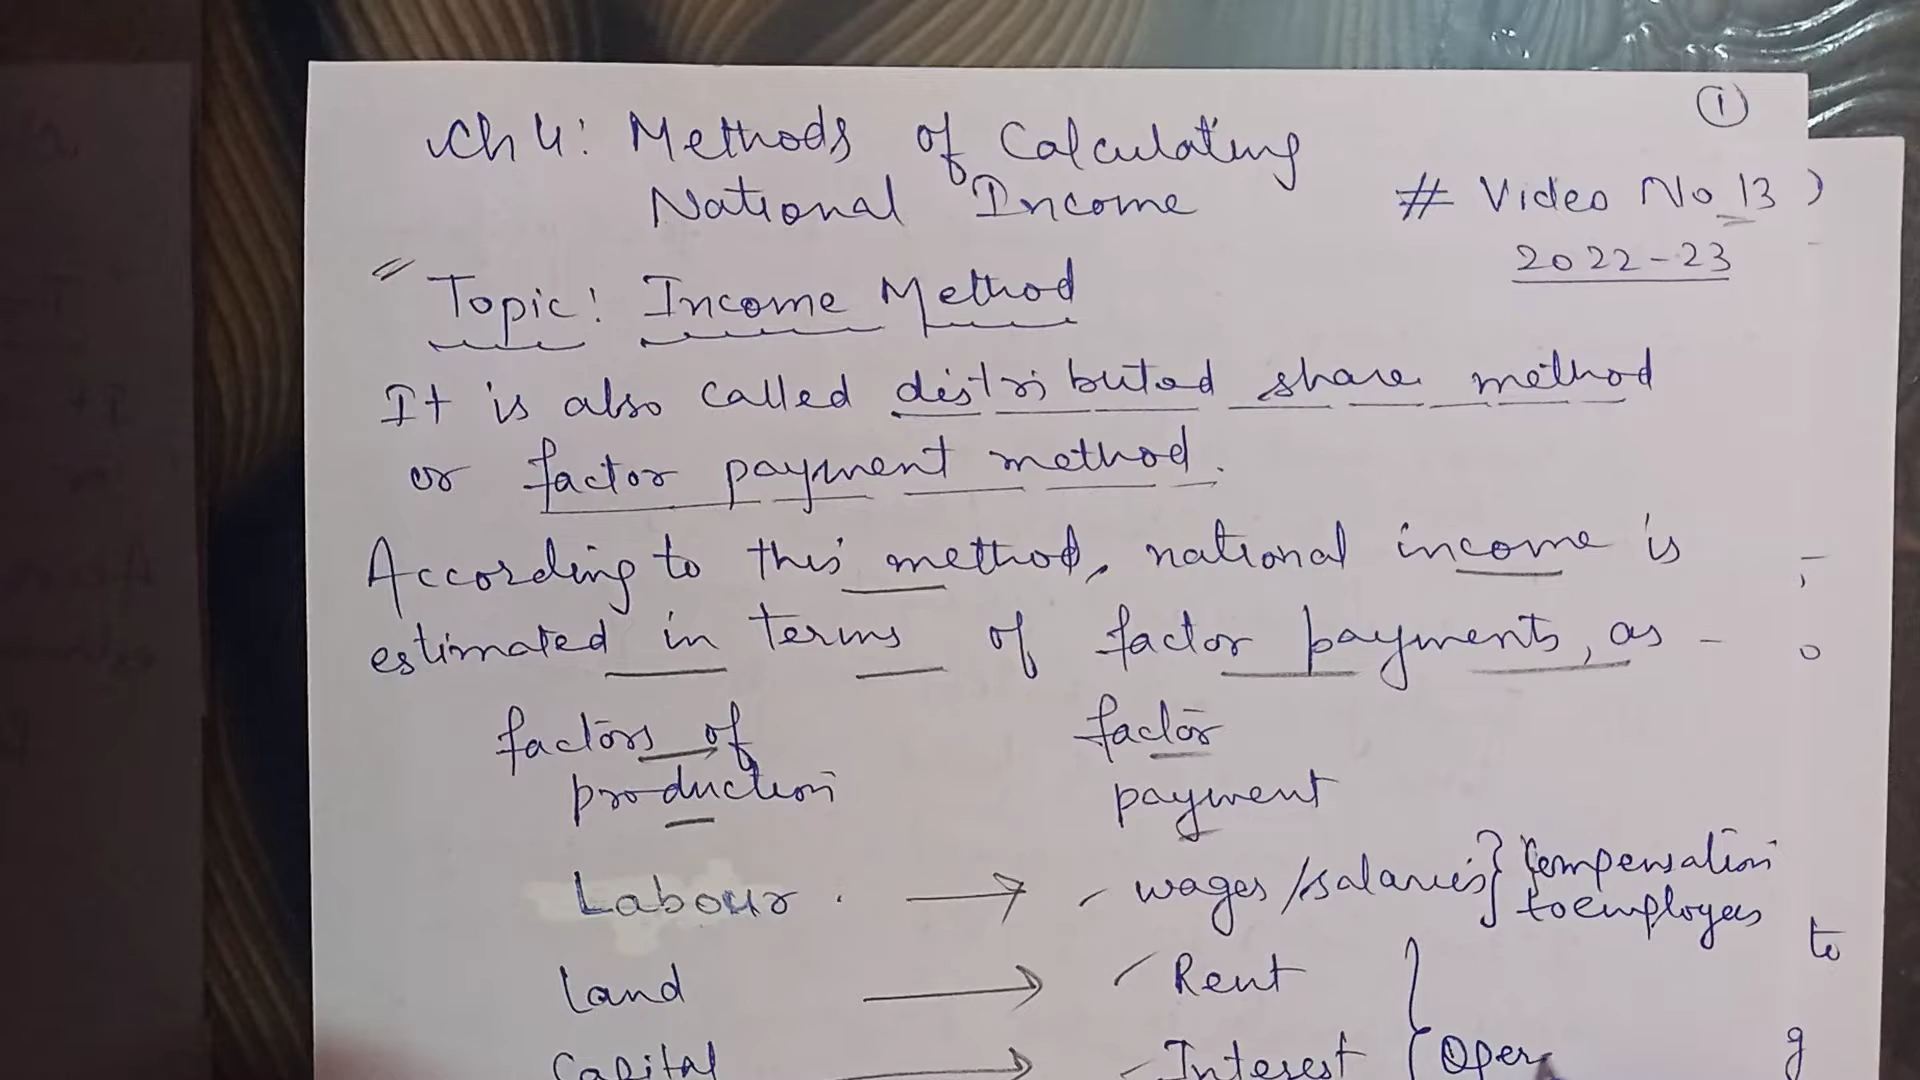 ①
Ch 4: Methods of Calculating
National Income
# Video No 13
2022-23
Topic: Income Method
It is also called distributed share method
or factor payment method.
According to this method, national income is
estimated in terms of factor payments, as –
factors of production
factor payment
Labour → wages/salaries } Compensation to employees
Land → Rent
Capital → Interest
to
g